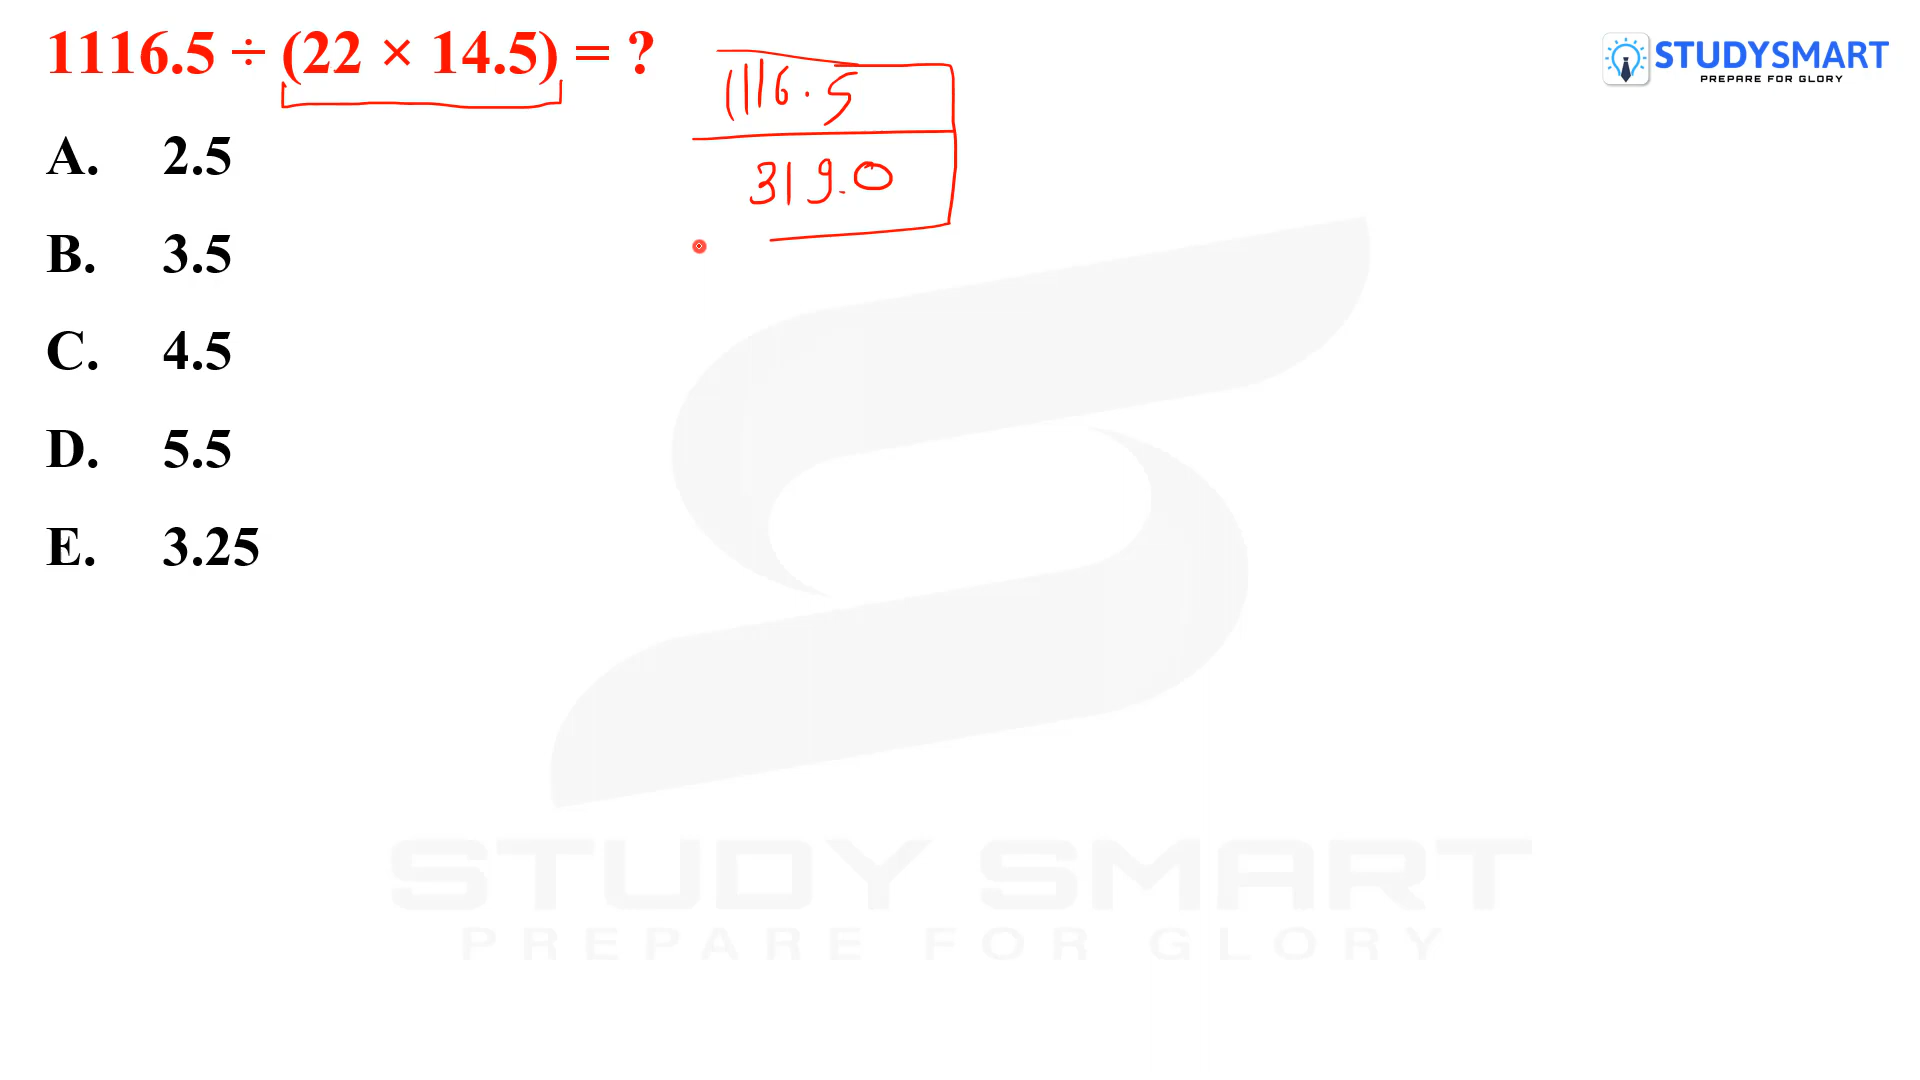 1116.5 ÷ (22 × 14.5) = ?
1116.5
319.0
STUDYSMART
PREPARE FOR GLORY
A. 2.5
B. 3.5
C. 4.5
D. 5.5
E. 3.25
STUDY SMART
PREPARE FOR GLORY